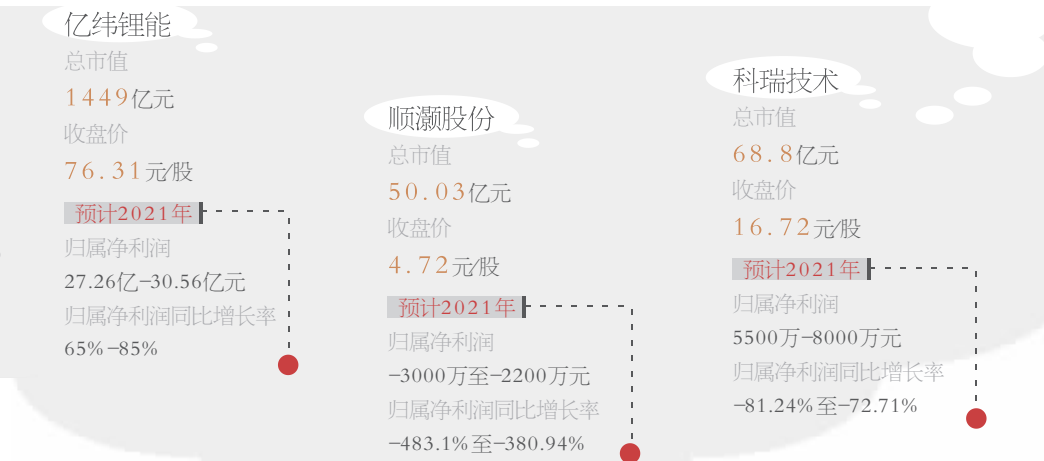 亿纬锂能
总市值
1449亿元
收盘价
76.31元/股
预计2021年
归属净利润
27.26亿-30.56亿元
归属净利润同比增长率
65%-85%
顺灏股份
总市值
50.03亿元
收盘价
4.72元/股
预计2021年
归属净利润
-3000万至-2200万元
归属净利润同比增长率
-483.1%至-380.94%
科瑞技术
总市值
68.8亿元
收盘价
16.72元/股
预计2021年
归属净利润
5500万-8000万元
归属净利润同比增长率
-81.24%至-72.71%